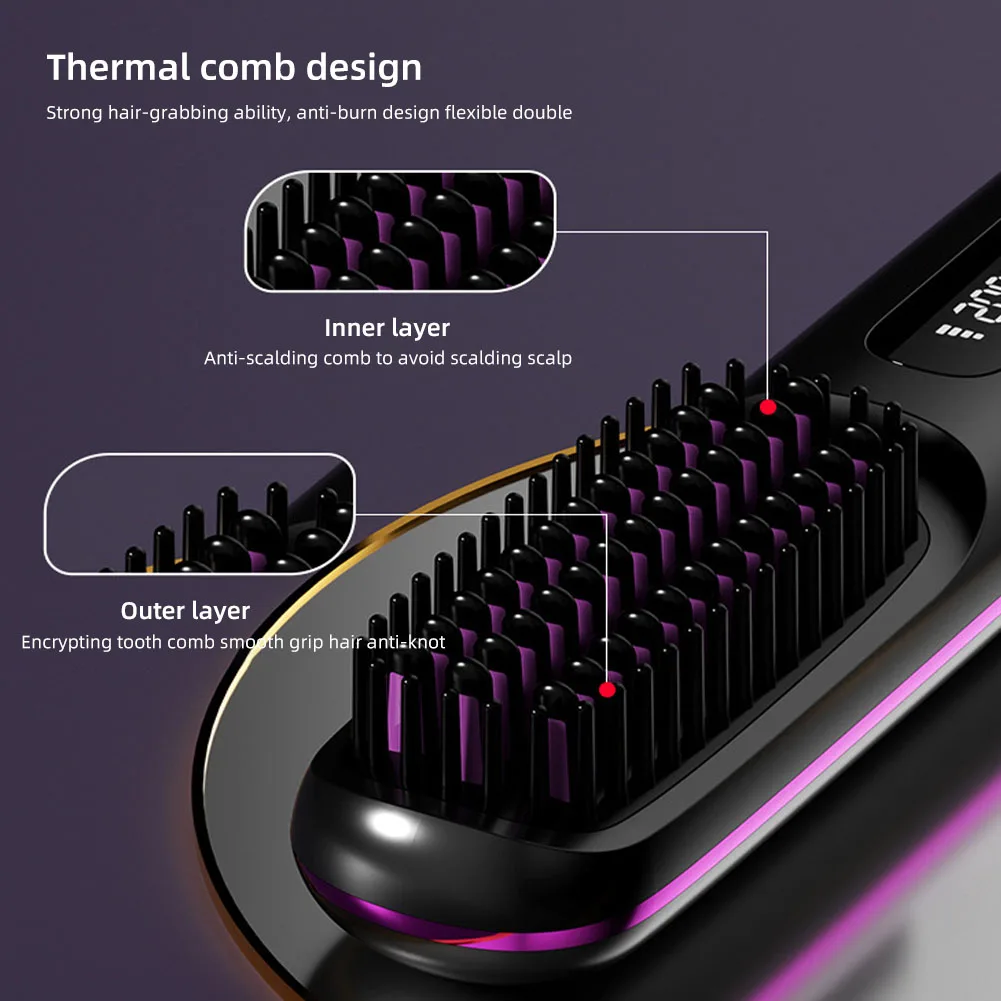 Thermal comb design
Strong hair-grabbing ability, anti-burn design flexible double
Inner layer
Anti-scalding comb to avoid scalding scalp
Outer layer
Encrypting tooth comb smooth grip hair anti-knot